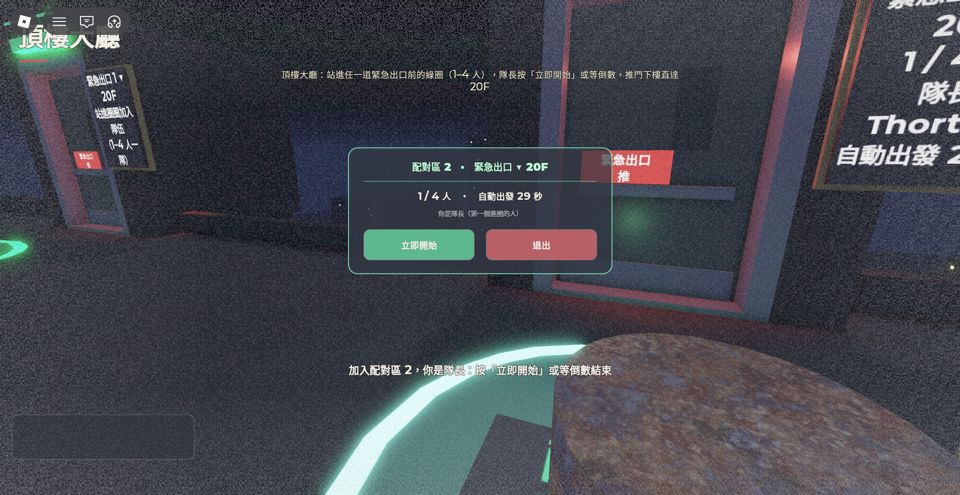 頂樓大廳
緊急出口 1 ▼
20F
站進圈圈加入
隊伍
(1–4 人一
隊)
緊急出口
推
頂樓大廳：站進任一道緊急出口前的綠圈（1–4 人），隊長按「立即開始」或等倒數，推門下樓直達
20F
配對區 2 • 緊急出口 ▼ 20F
1 / 4 人 • 自動出發 29 秒
你是隊長（第一個進圈的人）
立即開始
退出
緊急出口
推
20
1 / 4
隊長
Thort
自動出發 2
加入配對區 2，你是隊長：按「立即開始」或等倒數結束